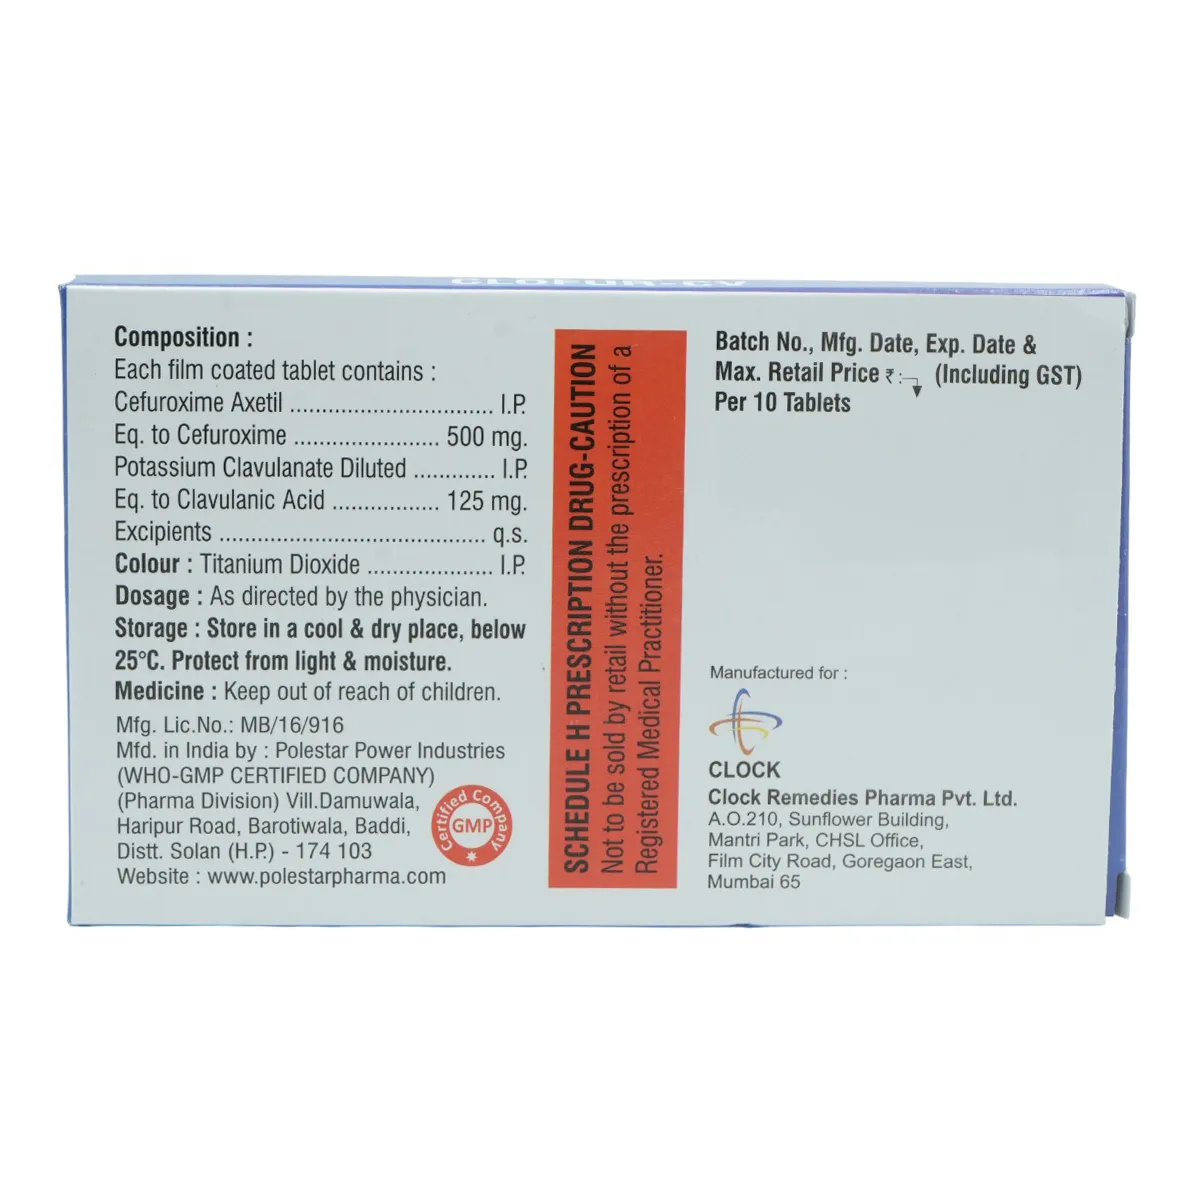 CLOFUR-CV
Composition :
Each film coated tablet contains :
Cefuroxime Axetil ................................ I.P.
Eq. to Cefuroxime ....................... 500 mg.
Potassium Clavulanate Diluted ............. I.P.
Eq. to Clavulanic Acid ................. 125 mg.
Excipients .......................................... q.s.
Colour : Titanium Dioxide .................... I.P.
Dosage : As directed by the physician.
Storage : Store in a cool & dry place, below
25°C. Protect from light & moisture.
Medicine : Keep out of reach of children.
Mfg. Lic.No.: MB/16/916
Mfd. in India by : Polestar Power Industries
(WHO-GMP CERTIFIED COMPANY)
(Pharma Division) Vill.Damuwala,
Haripur Road, Barotiwala, Baddi,
Distt. Solan (H.P.) - 174 103
Website : www.polestarpharma.com
Certified Company
GMP
SCHEDULE H PRESCRIPTION DRUG-CAUTION
Not to be sold by retail without the prescription of a
Registered Medical Practitioner.
Batch No., Mfg. Date, Exp. Date &
Max. Retail Price ₹ : (Including GST)
Per 10 Tablets
Manufactured for :
CLOCK
Clock Remedies Pharma Pvt. Ltd.
A.O.210, Sunflower Building,
Mantri Park, CHSL Office,
Film City Road, Goregaon East,
Mumbai 65